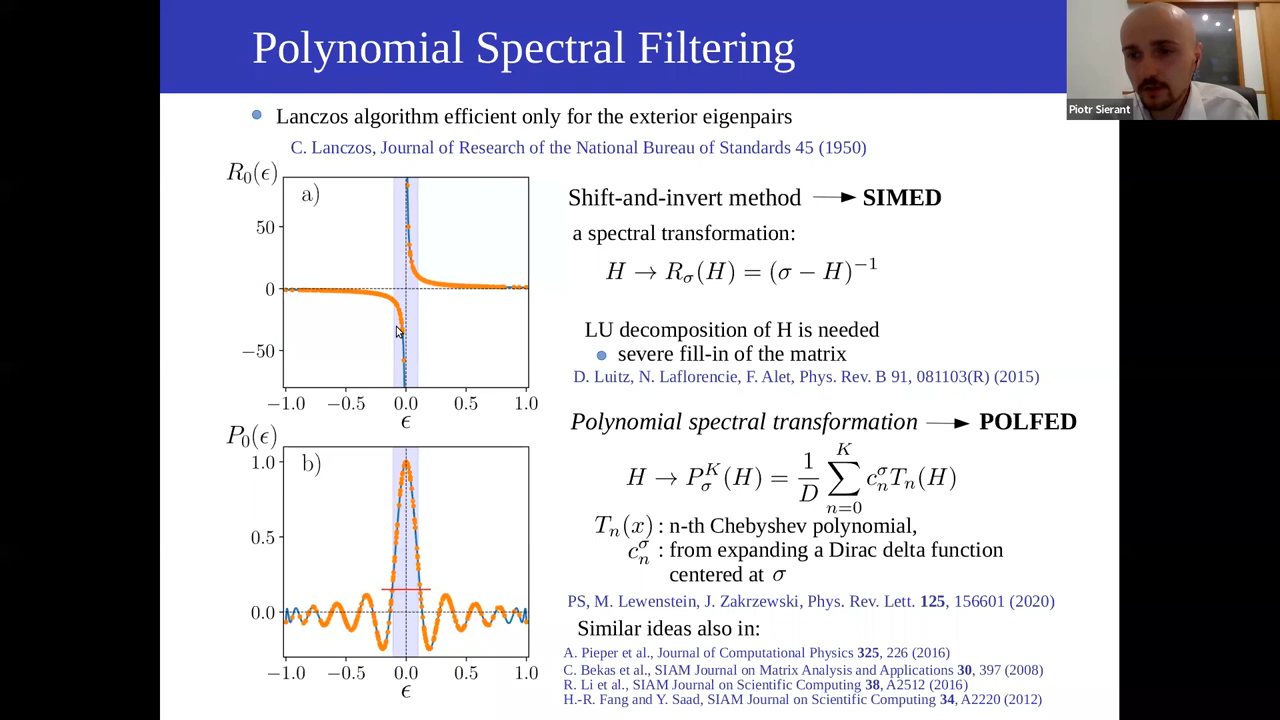 Polynomial Spectral Filtering
Piotr Sierant
Lanczos algorithm efficient only for the exterior eigenpairs
C. Lanczos, Journal of Research of the National Bureau of Standards 45 (1950)
R₀(ϵ)
a)
50
0
−50
−1.0 −0.5 0.0 0.5 1.0
ϵ
Shift-and-invert method → SIMED
a spectral transformation:
H → R_σ(H) = (σ − H)⁻¹
LU decomposition of H is needed
severe fill-in of the matrix
D. Luitz, N. Laflorencie, F. Alet, Phys. Rev. B 91, 081103(R) (2015)
P₀(ϵ)
b)
1.0
0.5
0.0
−1.0 −0.5 0.0 0.5 1.0
ϵ
Polynomial spectral transformation → POLFED
H → P_σ^K(H) = 1/D ∑_{n=0}^{K} c_n^σ T_n(H)
T_n(x) : n-th Chebyshev polynomial,
c_n^σ : from expanding a Dirac delta function
centered at σ
PS, M. Lewenstein, J. Zakrzewski, Phys. Rev. Lett. 125, 156601 (2020)
Similar ideas also in:
A. Pieper et al., Journal of Computational Physics 325, 226 (2016)
C. Bekas et al., SIAM Journal on Matrix Analysis and Applications 30, 397 (2008)
R. Li et al., SIAM Journal on Scientific Computing 38, A2512 (2016)
H.-R. Fang and Y. Saad, SIAM Journal on Scientific Computing 34, A2220 (2012)